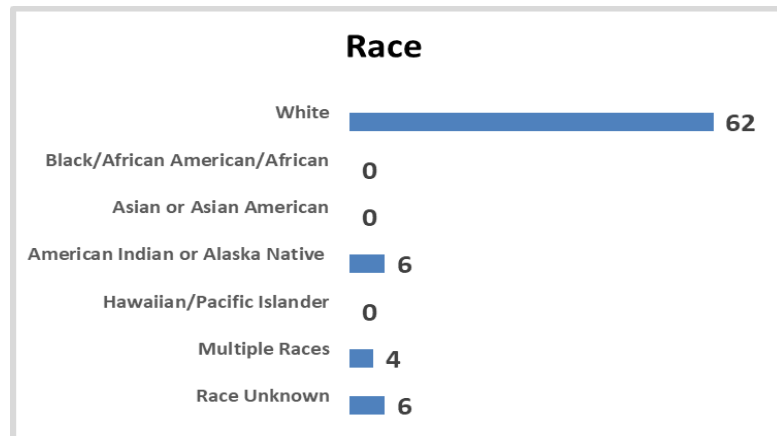 Race
White
62
Black/African American/African
0
Asian or Asian American
0
American Indian or Alaska Native
6
Hawaiian/Pacific Islander
0
Multiple Races
4
Race Unknown
6